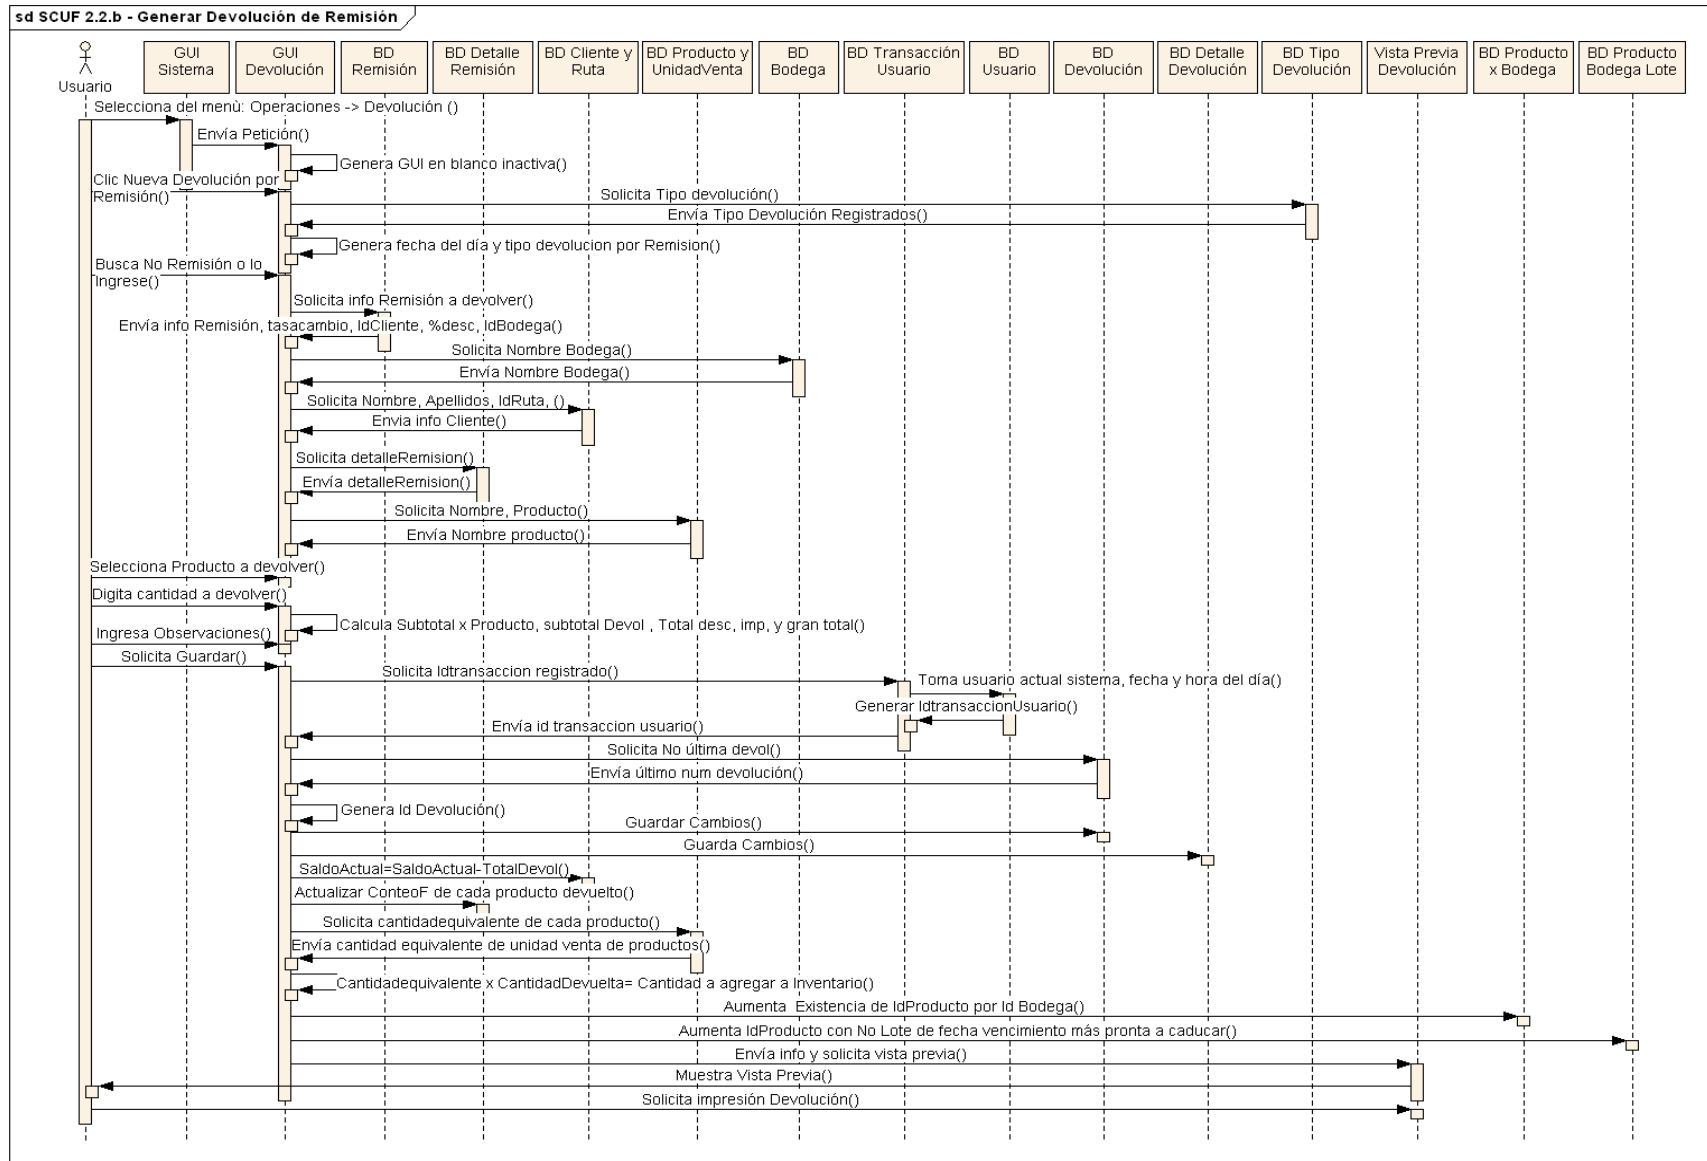 sd SCUF 2.2.b - Generar Devolución de Remisión
Usuario
GUI
Sistema
GUI
Devolución
BD
Remisión
BD Detalle
Remisión
BD Cliente y
Ruta
BD Producto y
UnidadVenta
BD
Bodega
BD Transacción
Usuario
BD
Usuario
BD
Devolución
BD Detalle
Devolución
BD Tipo
Devolución
Vista Previa
Devolución
BD Producto
x Bodega
BD Producto
Bodega Lote
Selecciona del menù: Operaciones -> Devolución ()
Envía Petición()
Genera GUI en blanco inactiva()
Clic Nueva Devolución por
Remisión()
Solicita Tipo devolución()
Envía Tipo Devolución Registrados()
Genera fecha del día y tipo devolucion por Remision()
Busca No Remisión o lo
Ingrese()
Solicita info Remisión a devolver()
Envía info Remisión, tasacambio, IdCliente, %desc, IdBodega()
Solicita Nombre Bodega()
Envía Nombre Bodega()
Solicita Nombre, Apellidos, IdRuta, ()
Envia info Cliente()
Solicita detalleRemision()
Envía detalleRemision()
Solicita Nombre, Producto()
Envía Nombre producto()
Selecciona Producto a devolver()
Digita cantidad a devolver()
Calcula Subtotal x Producto, subtotal Devol , Total desc, imp, y gran total()
Ingresa Observaciones()
Solicita Guardar()
Solicita Idtransaccion registrado()
Toma usuario actual sistema, fecha y hora del día()
Generar IdtransaccionUsuario()
Envía id transaccion usuario()
Solicita No última devol()
Envía último num devolución()
Genera Id Devolución()
Guardar Cambios()
Guarda Cambios()
SaldoActual=SaldoActual-TotalDevol()
Actualizar ConteoF de cada producto devuelto()
Solicita cantidadequivalente de cada producto()
Envía cantidad equivalente de unidad venta de productos()
Cantidadequivalente x CantidadDevuelta= Cantidad a agregar a Inventario()
Aumenta  Existencia de IdProducto por Id Bodega()
Aumenta IdProducto con No Lote de fecha vencimiento más pronta a caducar()
Envía info y solicita vista previa()
Muestra Vista Previa()
Solicita impresión Devolución()